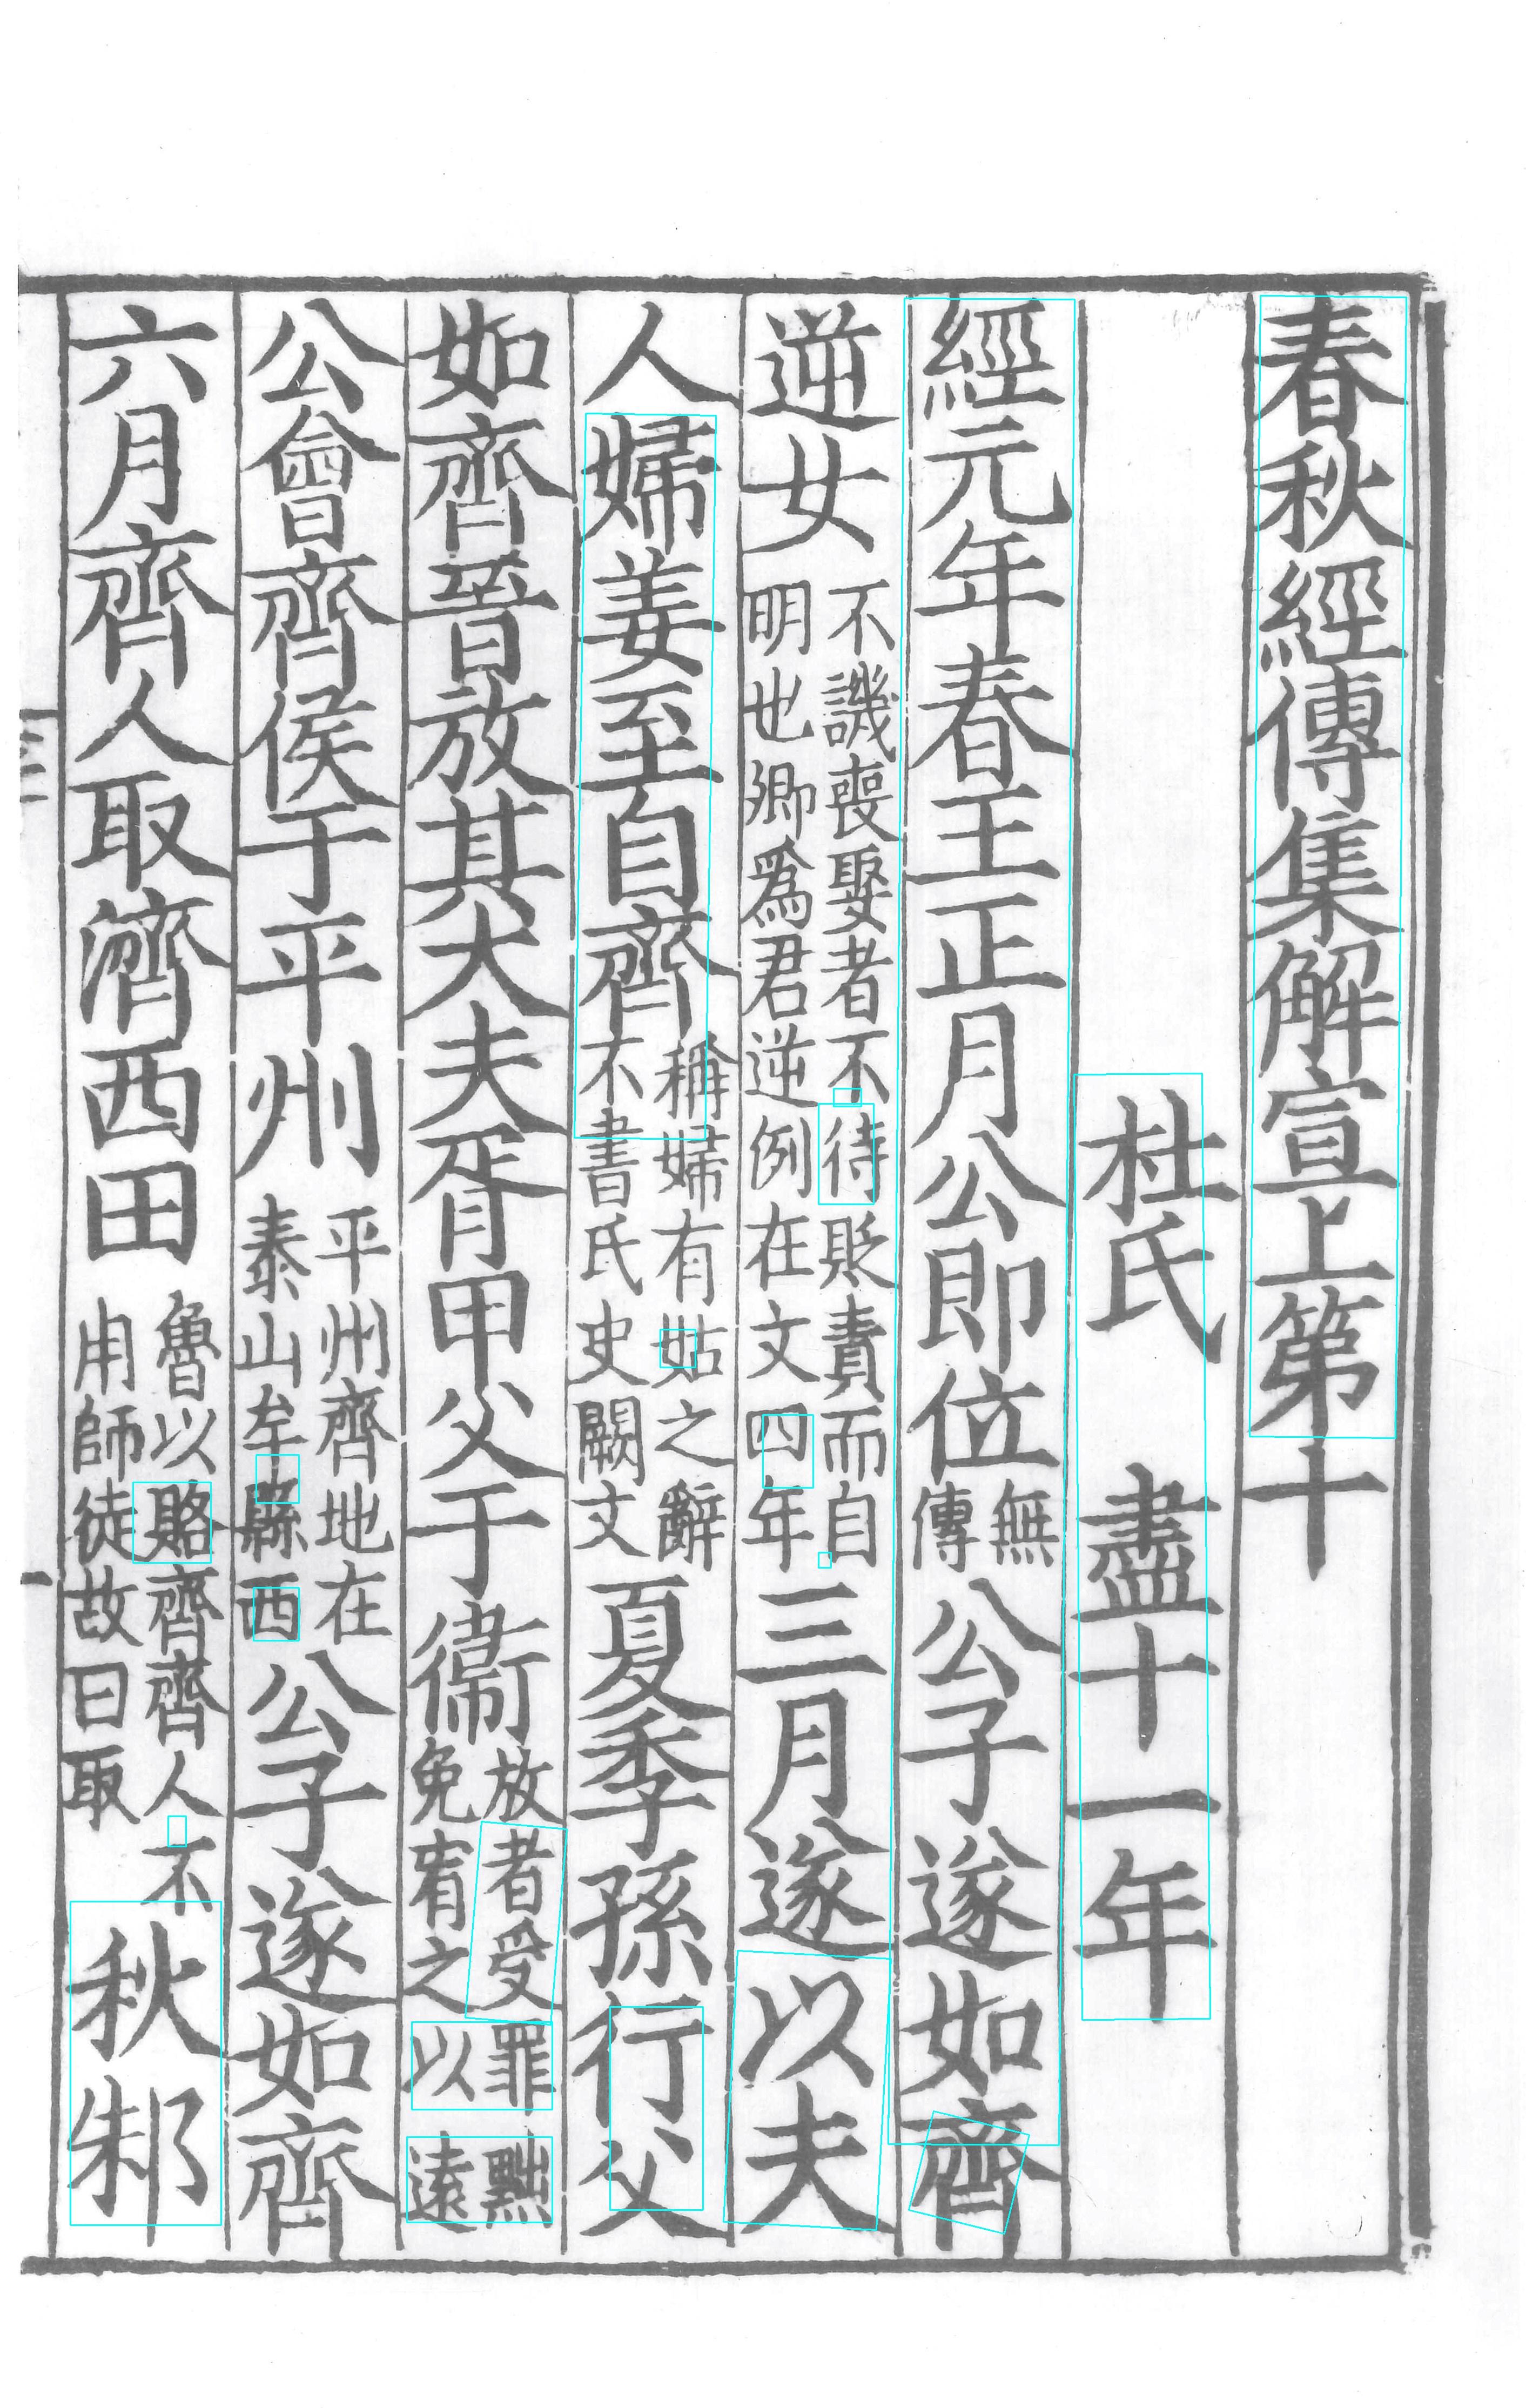 春秋經傳集解宣上第十
杜氏 盡十一年
經元年春王正月公即位無傳公子遂如齊
逆女不譏喪娶者不待貶責而自明也卿爲君逆例在文四年三月遂以夫
人婦姜至自齊稱婦有姑之辭不書氏史闕文夏季孫行父
如齊晉放其大夫胥甲父于衞放者受罪黜免宥之以遠
公會齊侯于平州平州齊地在泰山牟縣西公子遂如齊
六月齊人取濟西田魯以賂齊齊人不用師徒故曰取秋邾